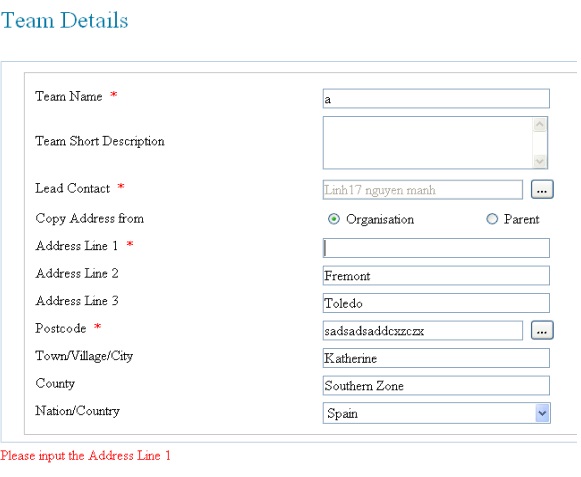 Team Details
Team Name *
a
Team Short Description
Lead Contact *
Linh17 nguyen manh
...
Copy Address from
Organisation
Parent
Address Line 1 *
Address Line 2
Fremont
Address Line 3
Toledo
Postcode *
sadsadsaddcxzczx
...
Town/Village/City
Katherine
County
Southern Zone
Nation/Country
Spain
Please input the Address Line 1